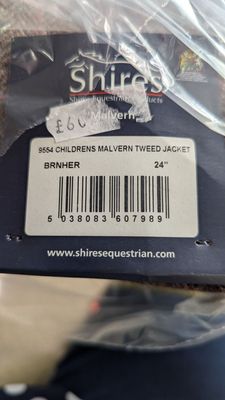 Shires
Shires Equestrian Products
Malvern
£60
9554 CHILDRENS MALVERN TWEED JACKET
BRNHER 24"
5 038083 607989
www.shiresequestrian.com